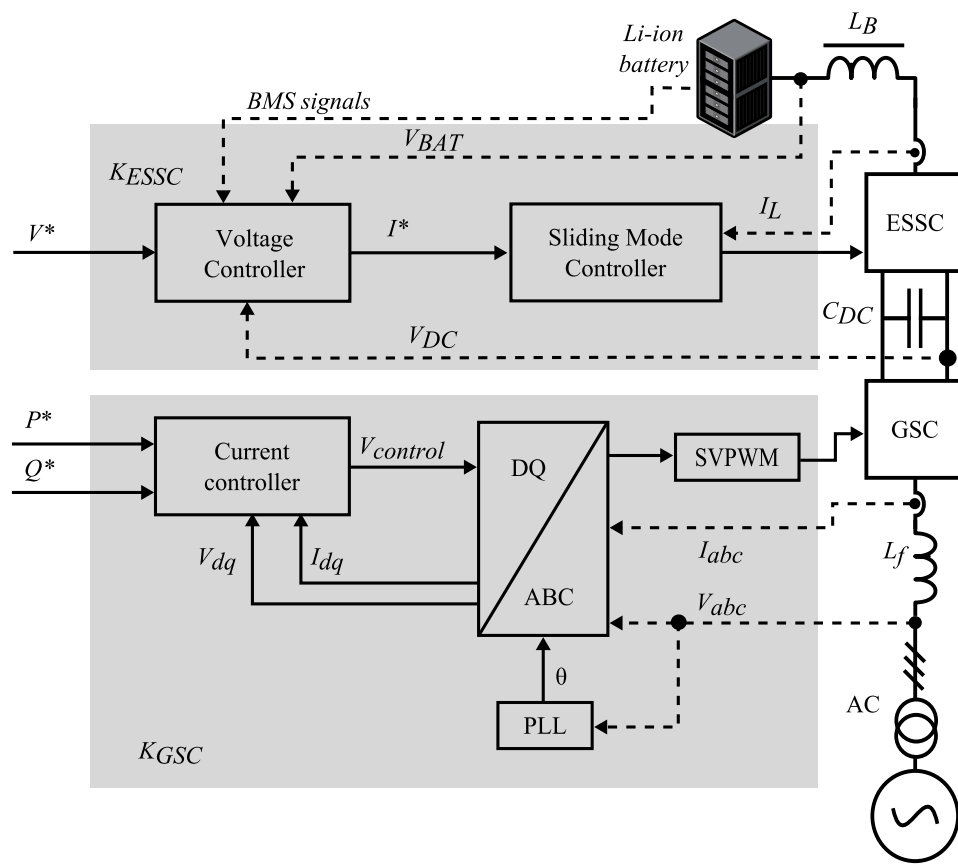 L_B
Li-ion
battery
BMS signals
V_BAT
K_ESSC
V*
Voltage
Controller
I*
Sliding Mode
Controller
I_L
ESSC
C_DC
V_DC
P*
Q*
Current
controller
V_control
DQ
ABC
SVPWM
GSC
V_dq
I_dq
I_abc
L_f
V_abc
θ
PLL
AC
K_GSC